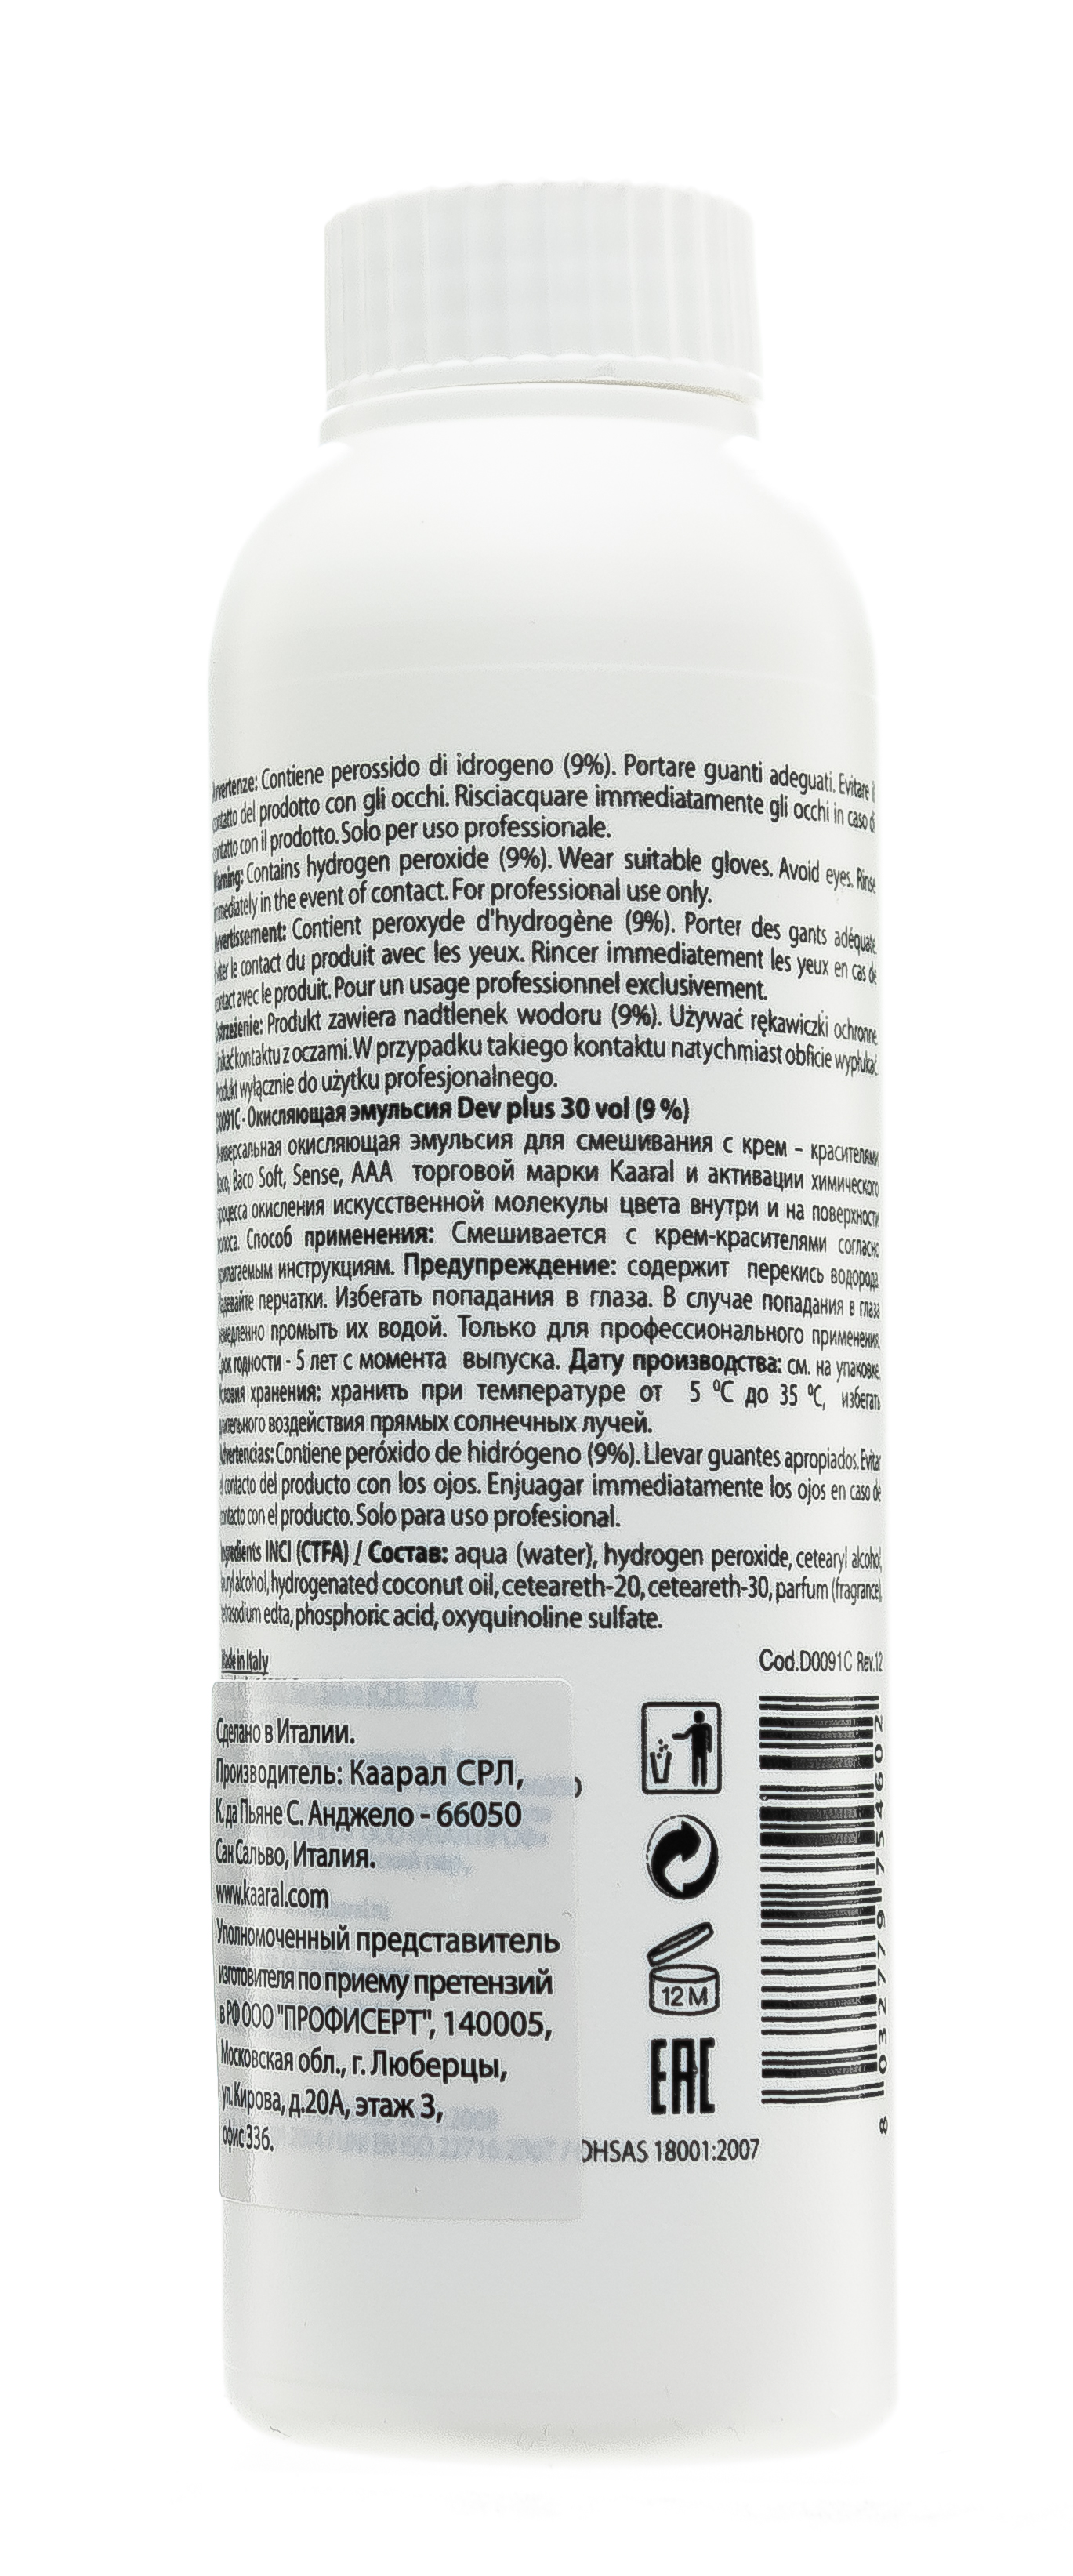 Avvertenze: Contiene perossido di idrogeno (9%). Portare guanti adeguati. Evitare il
contatto del prodotto con gli occhi. Risciacquare immediatamente gli occhi in caso di
contatto con il prodotto. Solo per uso professionale.
Warning: Contains hydrogen peroxide (9%). Wear suitable gloves. Avoid eyes. Rinse
immediately in the event of contact. For professional use only.
Avvertissement: Contient peroxyde d'hydrogène (9%). Porter des gants adéquate
Eviter le contact du produit avec les yeux. Rincer immediatement les yeux en cas de
contact avec le produit. Pour un usage professionnel exclusivement.
Ostrzeżenie: Produkt zawiera nadtlenek wodoru (9%). Używać rękawiczki ochronne
Unikać kontaktu z oczami. W przypadku takiego kontaktu natychmiast obficie wypłukać.
Produkt wyłącznie do użytku profesjonalnego.
D0091C - Окисляющая эмульсия Dev plus 30 vol (9 %)
Универсальная окисляющая эмульсия для смешивания с крем - красителями
Baco, Baco Soft, Sense, AAA торговой марки Kaaral и активации химического
процесса окисления искусственной молекулы цвета внутри и на поверхности
волоса. Способ применения: Смешивается с крем-красителями согласно
прилагаемым инструкциям. Предупреждение: содержит перекись водорода.
Надевайте перчатки. Избегать попадания в глаза. В случае попадания в глаза
немедленно промыть их водой. Только для профессионального применения.
Срок годности - 5 лет с момента выпуска. Дату производства: см. на упаковке.
Условия хранения: хранить при температуре от 5 ⁰C до 35 ⁰C, избегать
длительного воздействия прямых солнечных лучей.
Advertencias: Contiene peróxido de hidrógeno (9%). Llevar guantes apropiados. Evitar
el contacto del producto con los ojos. Enjuagar immediatamente los ojos en caso de
contacto con el producto. Solo para uso profesional.
Ingredients INCI (CTFA) / Состав: aqua (water), hydrogen peroxide, cetearyl alcohol,
lauryl alcohol, hydrogenated coconut oil, ceteareth-20, ceteareth-30, parfum (fragrance),
tetrasodium edta, phosphoric acid, oxyquinoline sulfate.
Made in Italy
Cod.D0091C Rev.12
Сделано в Италии.
Производитель: Каарал СРЛ,
К. да Пьяне С. Анджело - 66050
Сан Сальво, Италия.
www.kaaral.com
Уполномоченный представитель
изготовителя по приему претензий
в РФ ООО "ПРОФИСЕРТ", 140005,
Московская обл., г. Люберцы,
ул. Кирова, д.20А, этаж 3,
офис 336.
12 M
EAC
OHSAS 18001:2007
8 032779 754602